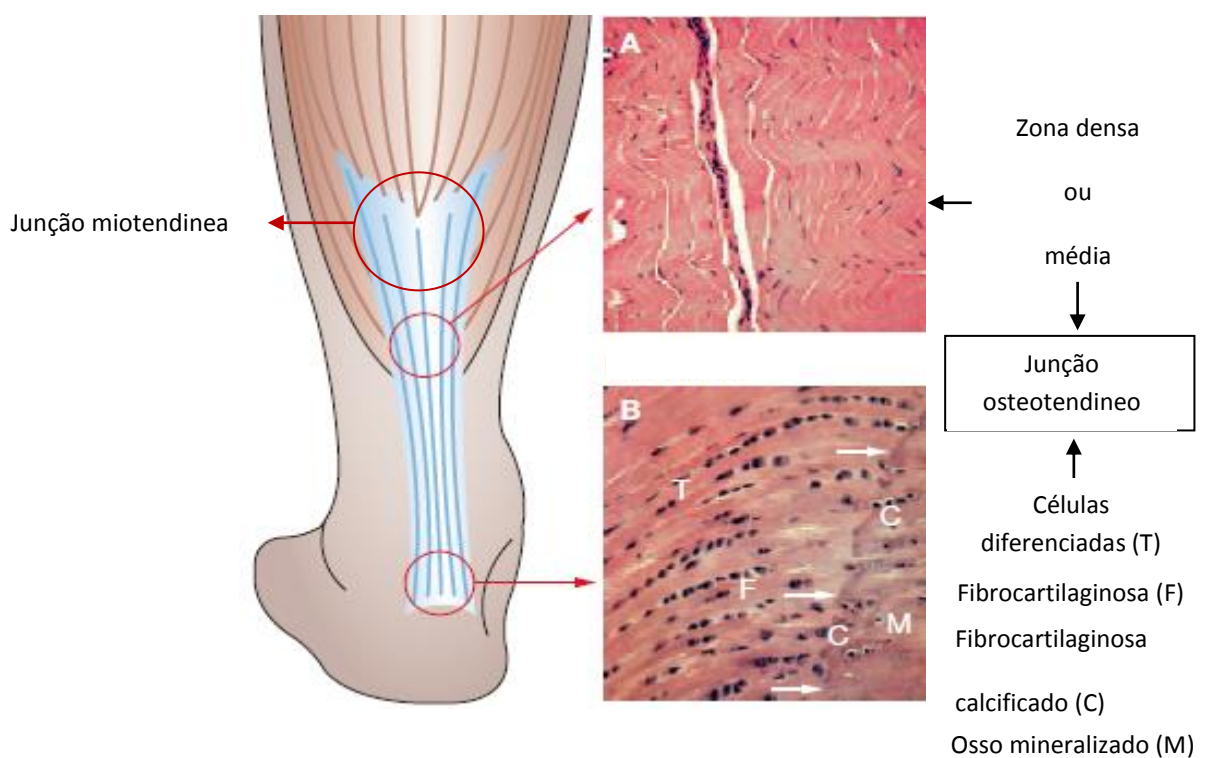 Junção miotendinea
A
Zona densa
ou
média
Junção
osteotendineo
B
T
C
F
C
M
Células
diferenciadas (T)
Fibrocartilaginosa (F)
Fibrocartilaginosa
calcificado (C)
Osso mineralizado (M)